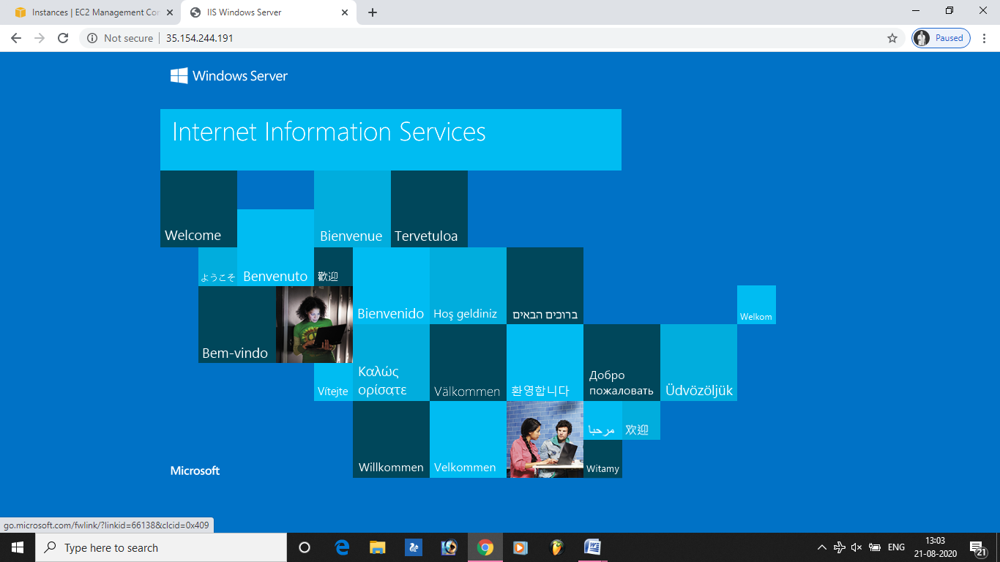 Instances | EC2 Management Con
IIS Windows Server
Not secure
35.154.244.191
Paused
Windows Server
Internet Information Services
Welcome
Bienvenue
Tervetuloa
ようこそ
Benvenuto
歡迎
Bienvenido
Hoş geldiniz
ברוכים הבאים
Welkom
Bem-vindo
Vítejte
Καλώς
ορίσατε
Välkommen
환영합니다
Добро
пожаловать
Üdvözöljük
Willkommen
Velkommen
مرحبا
欢迎
Witamy
Microsoft
go.microsoft.com/fwlink/?linkid=66138&clcid=0x409
Type here to search
ENG
13:03
21-08-2020
21